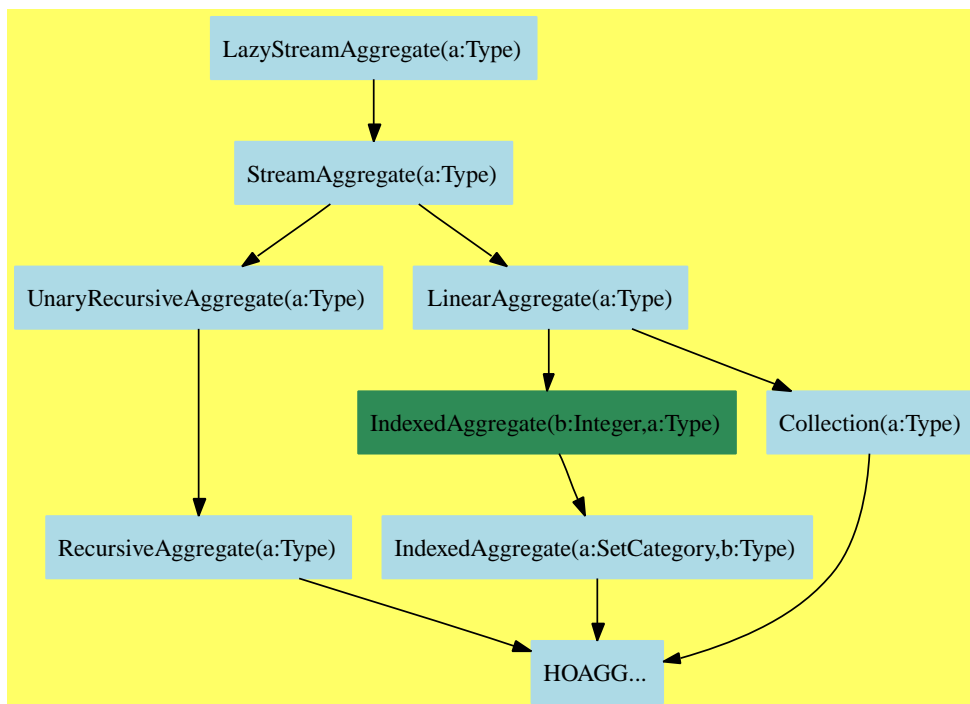 LazyStreamAggregate(a:Type)
StreamAggregate(a:Type)
UnaryRecursiveAggregate(a:Type)
LinearAggregate(a:Type)
IndexedAggregate(b:Integer,a:Type)
Collection(a:Type)
RecursiveAggregate(a:Type)
IndexedAggregate(a:SetCategory,b:Type)
HOAGG...